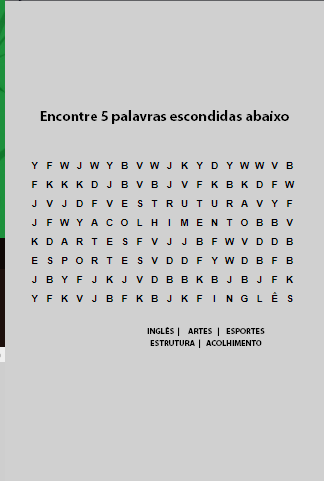 Encontre 5 palavras escondidas abaixo
Y F W J W Y B V W J K Y D Y W W V B
F K K K D J B V B J V F K B K D F W
J V J D F V E S T R U T U R A V Y F
J F W Y A C O L H I M E N T O B B V
K D A R T E S F V J J B F W V D D B
E S P O R T E S V D D F Y W D B F B
J B Y F J K J V D B B K B J B J F K
Y F K V J B F K B J K F I N G L Ê S
INGLÊS | ARTES | ESPORTES
ESTRUTURA | ACOLHIMENTO